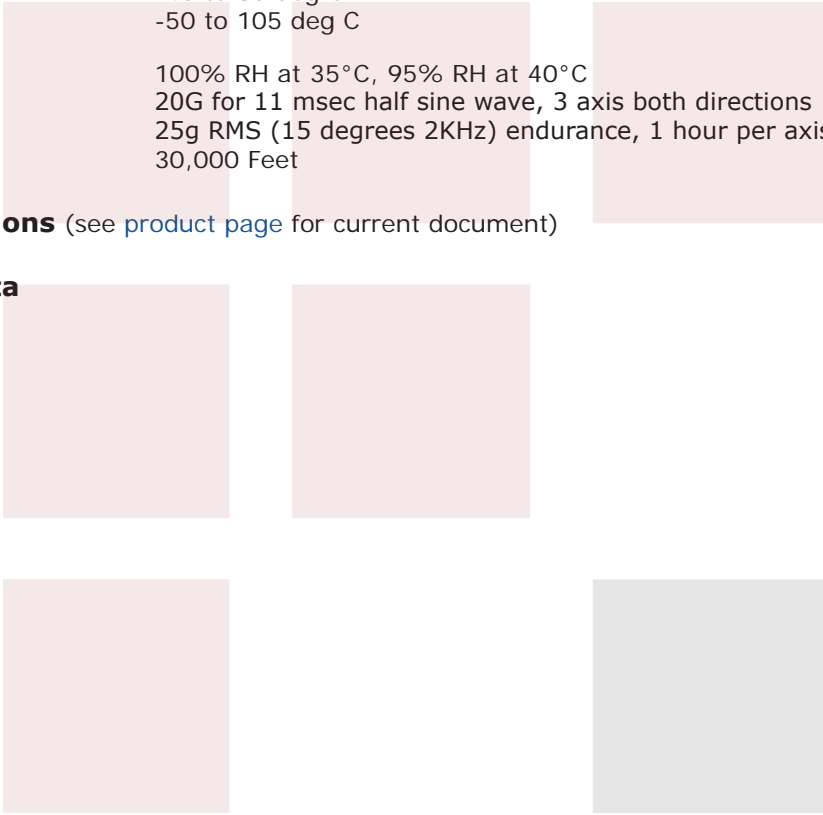 -50 to 105 deg C
100% RH at 35°C, 95% RH at 40°C
20G for 11 msec half sine wave, 3 axis both directions
25g RMS (15 degrees 2KHz) endurance, 1 hour per axis
30,000 Feet
ons (see product page for current document)
ta